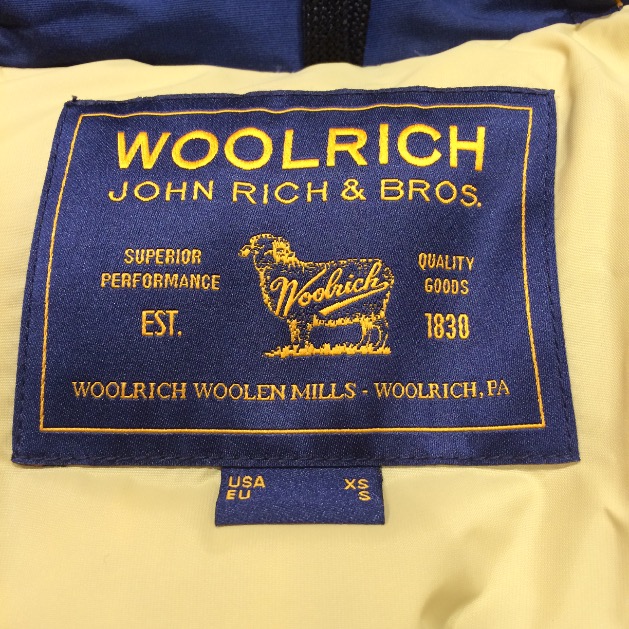 WOOLRICH
JOHN RICH & BROS.
SUPERIOR PERFORMANCE
Woolrich
QUALITY GOODS
EST. 1830
WOOLRICH WOOLEN MILLS - WOOLRICH, PA
USA XS
EU S